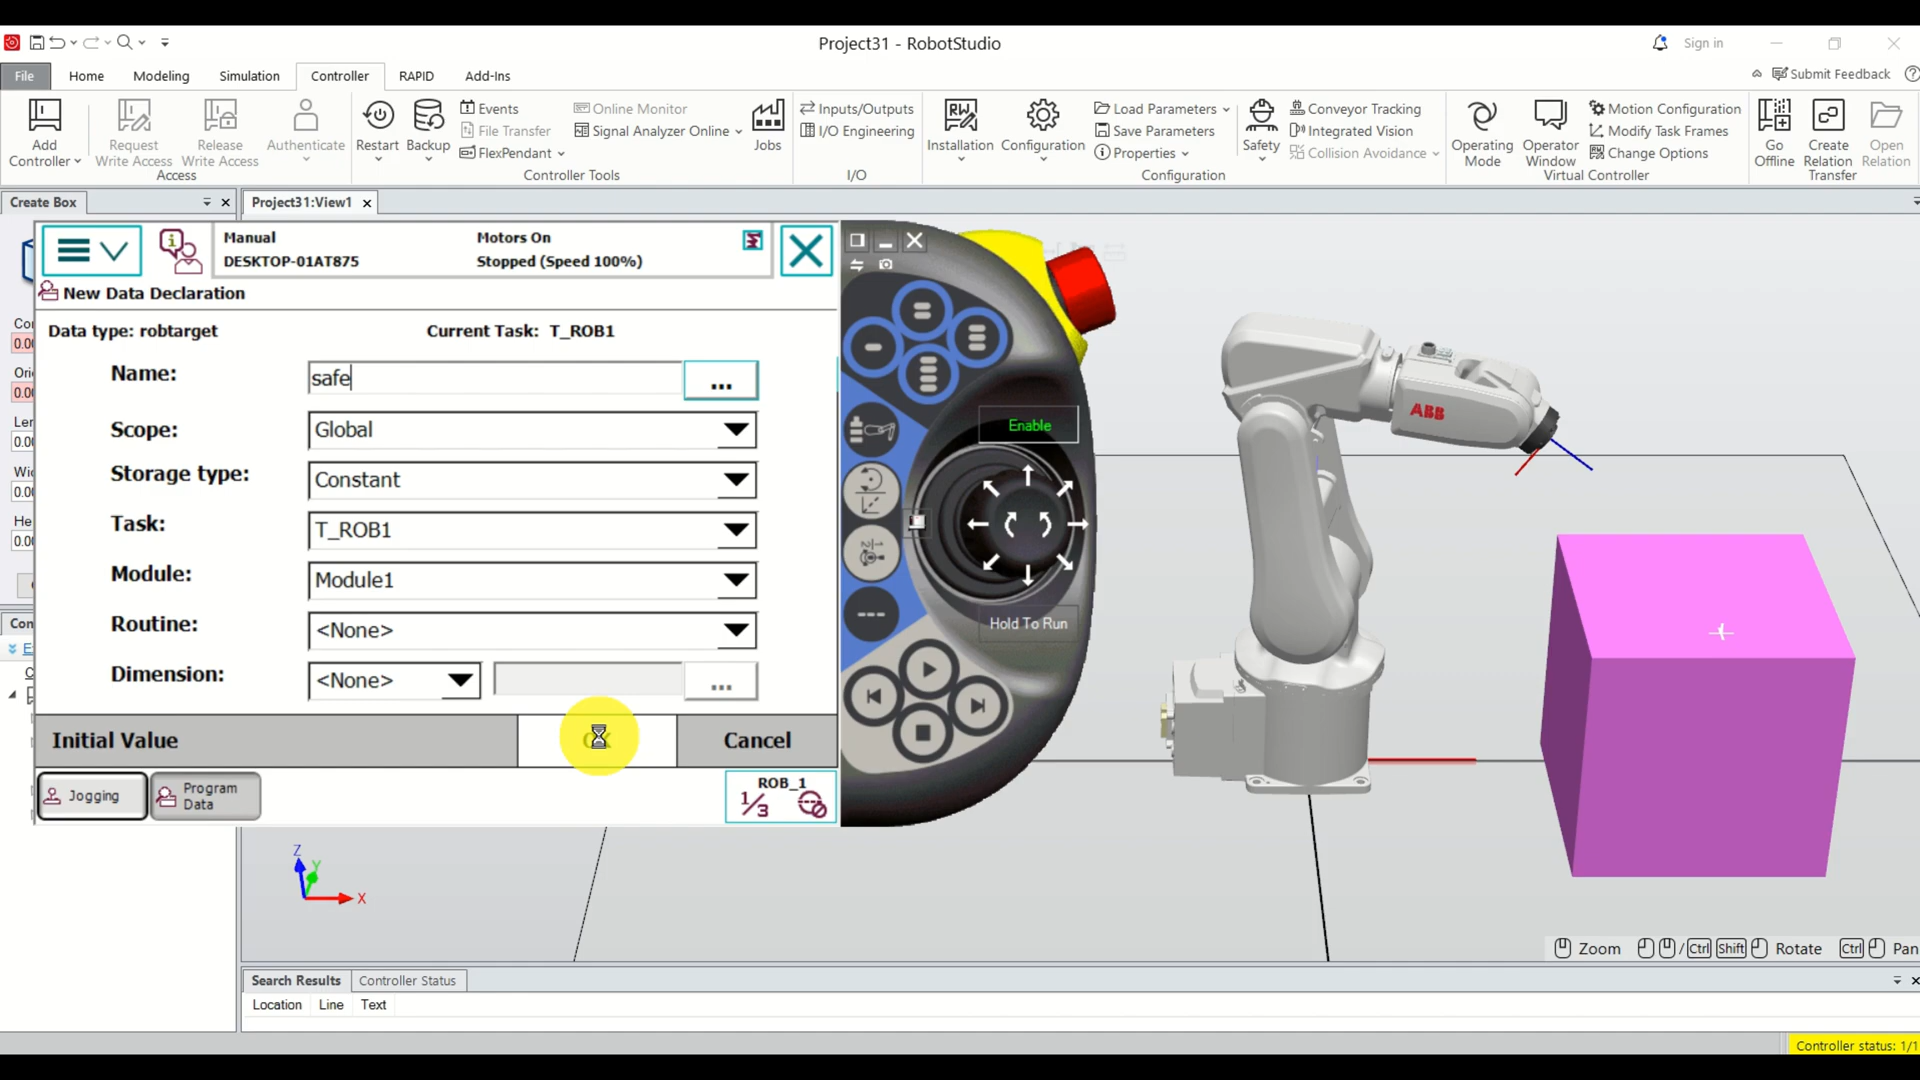 Project31 - RobotStudio
Sign in
File Home Modeling Simulation Controller RAPID Add-Ins
Submit Feedback
Add Controller
Request Write Access
Release Write Access
Authenticate
Access
Restart
Backup
Events
File Transfer
FlexPendant
Online Monitor
Signal Analyzer Online
Jobs
Controller Tools
Inputs/Outputs
I/O Engineering
I/O
Installation
Configuration
Load Parameters
Save Parameters
Properties
Safety
Conveyor Tracking
Integrated Vision
Collision Avoidance
Configuration
Operating Mode
Operator Window
Motion Configuration
Modify Task Frames
Change Options
Virtual Controller
Go Offline
Create Relation
Open Relation
Transfer
Create Box
Project31:View1
Manual
DESKTOP-01AT875
Motors On
Stopped (Speed 100%)
New Data Declaration
Data type: robtarget
Current Task: T_ROB1
Name: safe ...
Scope: Global
Storage type: Constant
Task: T_ROB1
Module: Module1
Routine: <None>
Dimension: <None> ...
Initial Value
Cancel
Jogging
Program Data
ROB_1
1/3
Enable
Hold To Run
ABB
Z
Y
X
Zoom
Ctrl Shift Rotate
Ctrl Pan
Search Results Controller Status
Location Line Text
Controller status: 1/1